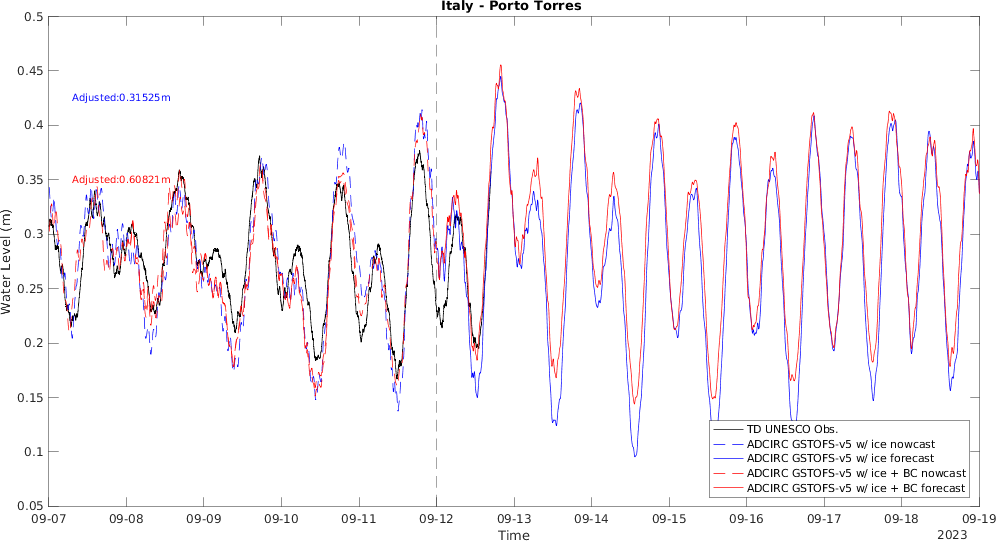 Italy - Porto Torres
Water Level (m)
0.5
0.45
0.4
0.35
0.3
0.25
0.2
0.15
0.1
0.05
Adjusted:0.31525m
Adjusted:0.60821m
TD UNESCO Obs.
ADCIRC GSTOFS-v5 w/ ice nowcast
ADCIRC GSTOFS-v5 w/ ice forecast
ADCIRC GSTOFS-v5 w/ ice + BC nowcast
ADCIRC GSTOFS-v5 w/ ice + BC forecast
09-07 09-08 09-09 09-10 09-11 09-12 09-13 09-14 09-15 09-16 09-17 09-18 09-19
Time
2023